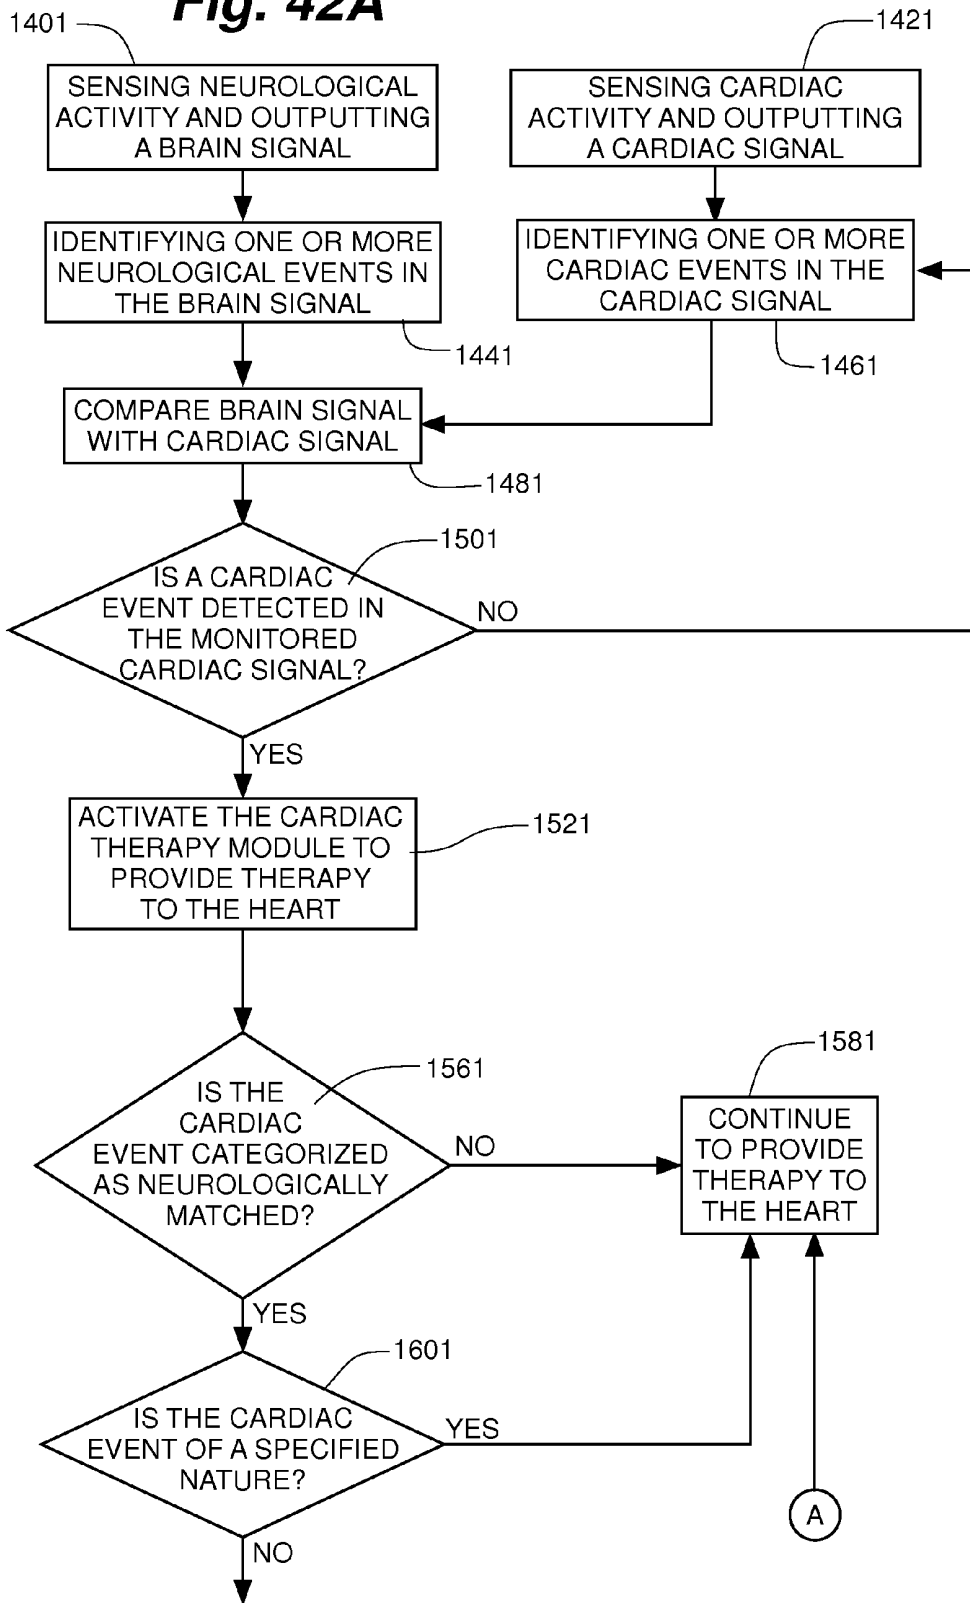 Fig. 42A
1401
SENSING NEUROLOGICAL
ACTIVITY AND OUTPUTTING
A BRAIN SIGNAL
1421
SENSING CARDIAC
ACTIVITY AND OUTPUTTING
A CARDIAC SIGNAL
IDENTIFYING ONE OR MORE
NEUROLOGICAL EVENTS IN
THE BRAIN SIGNAL
1441
IDENTIFYING ONE OR MORE
CARDIAC EVENTS IN THE
CARDIAC SIGNAL
1461
COMPARE BRAIN SIGNAL
WITH CARDIAC SIGNAL
1481
1501
IS A CARDIAC
EVENT DETECTED IN
THE MONITORED
CARDIAC SIGNAL?
NO
YES
ACTIVATE THE CARDIAC
THERAPY MODULE TO
PROVIDE THERAPY
TO THE HEART
1521
1561
IS THE
CARDIAC
EVENT CATEGORIZED
AS NEUROLOGICALLY
MATCHED?
NO
1581
CONTINUE
TO PROVIDE
THERAPY TO
THE HEART
YES
1601
IS THE CARDIAC
EVENT OF A SPECIFIED
NATURE?
YES
A
NO